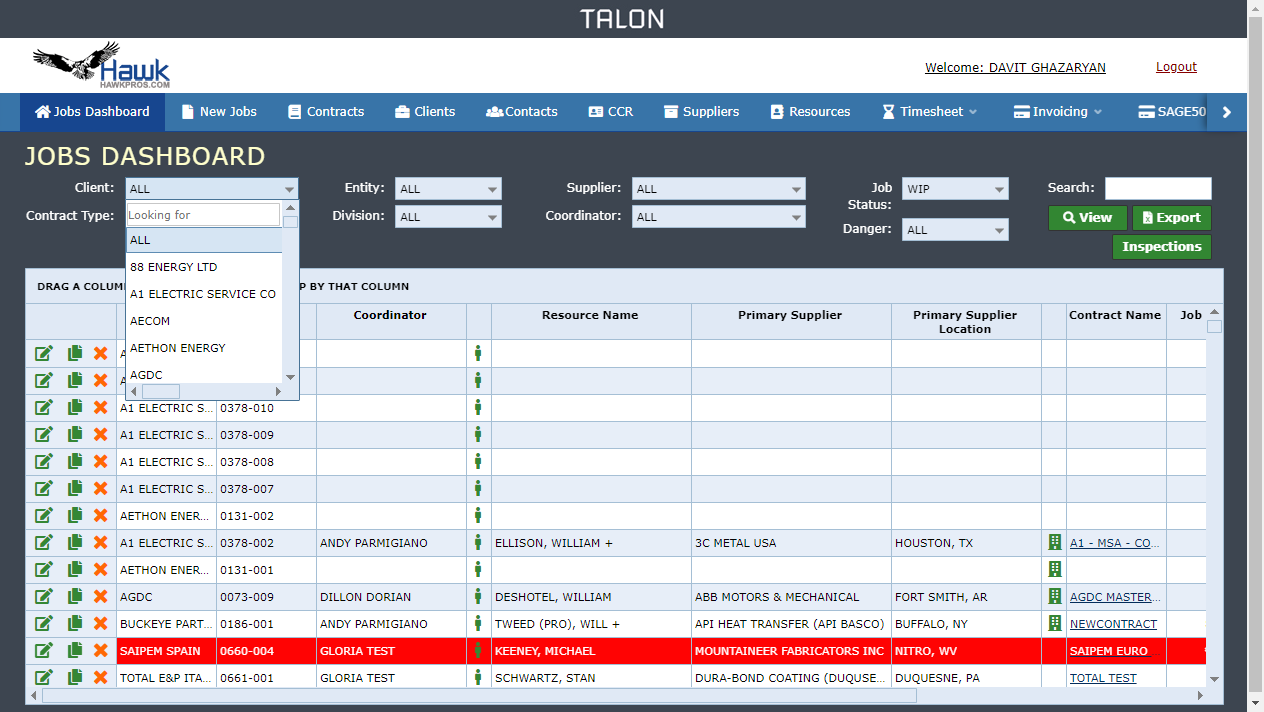 TALON
Hawk
HAWKPROS.COM
Welcome: DAVIT GHAZARYAN
Logout
Jobs Dashboard New Jobs Contracts Clients Contacts CCR Suppliers Resources Timesheet Invoicing SAGE50
JOBS DASHBOARD
Client: ALL Entity: ALL Supplier: ALL Job Status: WIP Search:
Contract Type: Division: ALL Coordinator: ALL Danger: ALL
View Export
Inspections
Looking for
ALL
88 ENERGY LTD
A1 ELECTRIC SERVICE CO
AECOM
AETHON ENERGY
AGDC
DRAG A COLUM P BY THAT COLUMN
Coordinator Resource Name Primary Supplier Primary Supplier Location Contract Name Job
A1 ELECTRIC S... 0378-010
A1 ELECTRIC S... 0378-009
A1 ELECTRIC S... 0378-008
A1 ELECTRIC S... 0378-007
AETHON ENER... 0131-002
A1 ELECTRIC S... 0378-002 ANDY PARMIGIANO ELLISON, WILLIAM + 3C METAL USA HOUSTON, TX A1 - MSA - CO...
AETHON ENER... 0131-001
AGDC 0073-009 DILLON DORIAN DESHOTEL, WILLIAM ABB MOTORS & MECHANICAL FORT SMITH, AR AGDC MASTER...
BUCKEYE PART... 0186-001 ANDY PARMIGIANO TWEED (PRO), WILL + API HEAT TRANSFER (API BASCO) BUFFALO, NY NEWCONTRACT
SAIPEM SPAIN 0660-004 GLORIA TEST KEENEY, MICHAEL MOUNTAINEER FABRICATORS INC NITRO, WV SAIPEM EURO...
TOTAL E&P ITA... 0661-001 GLORIA TEST SCHWARTZ, STAN DURA-BOND COATING (DUQUSE... DUQUESNE, PA TOTAL TEST